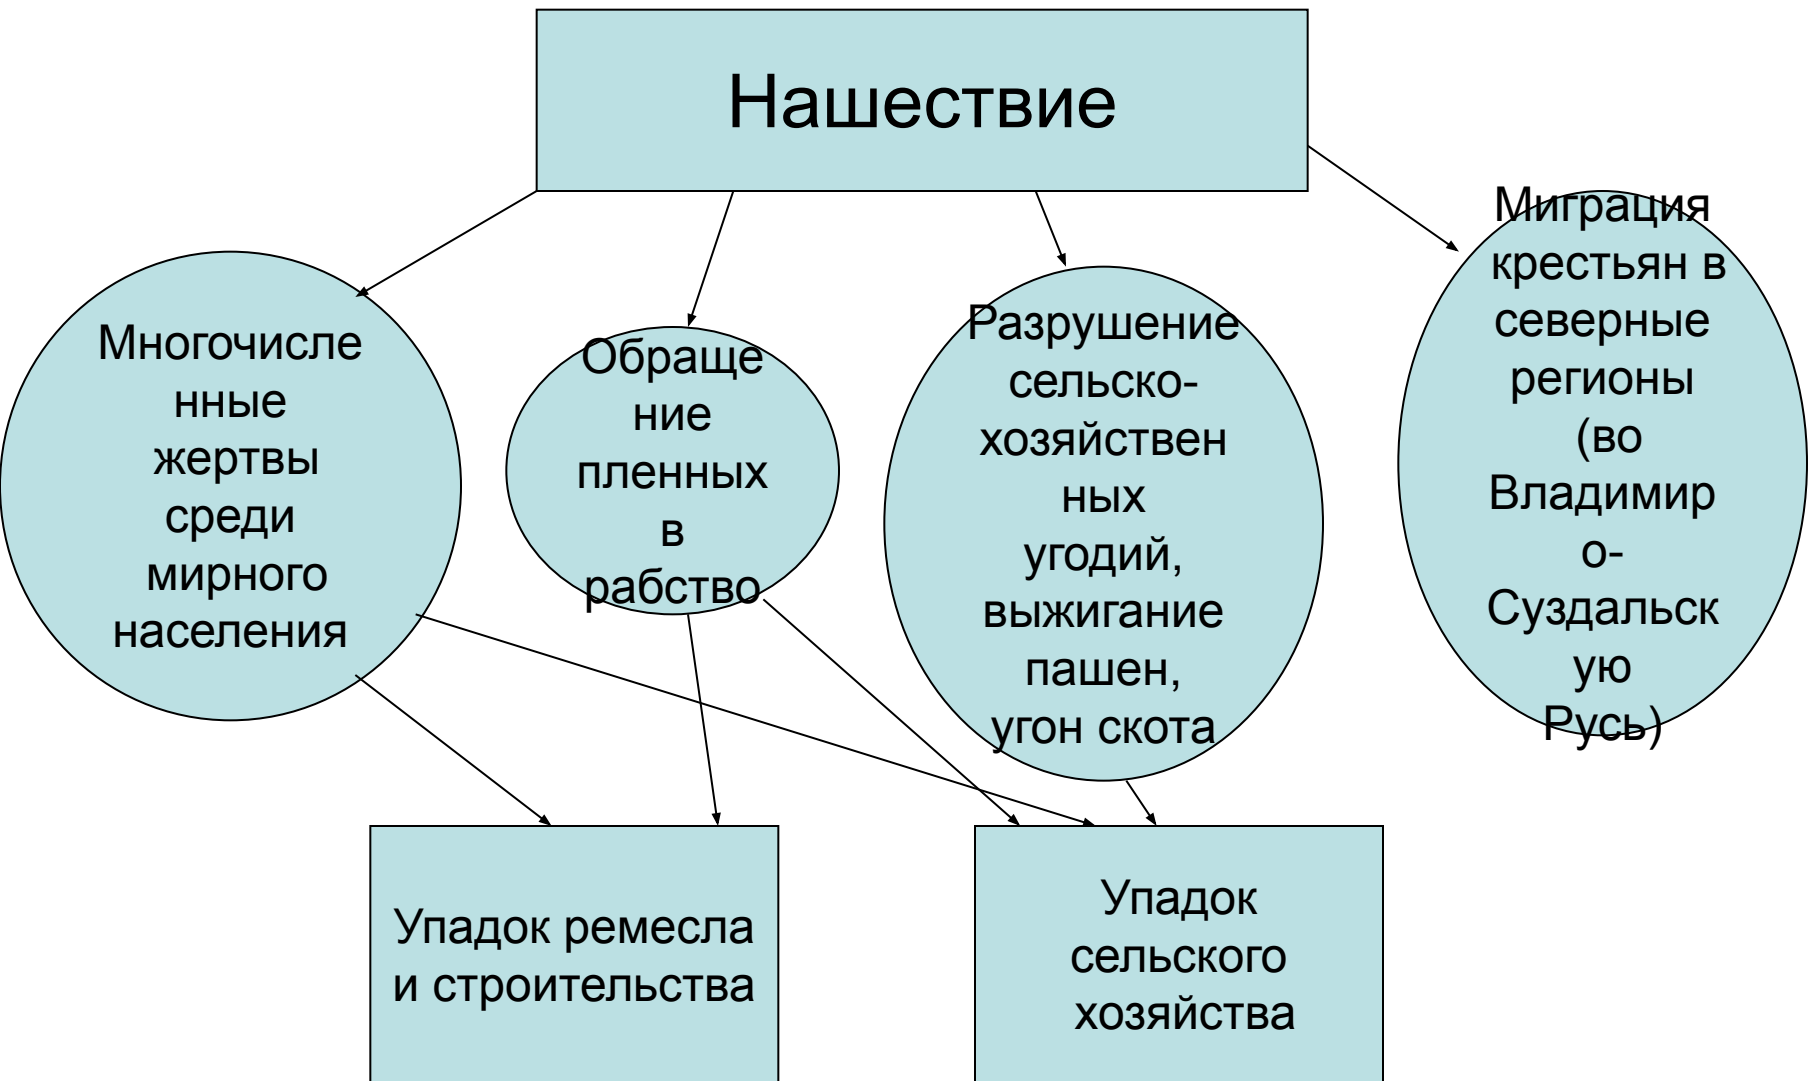 Нашествие
Многочисле
нные
жертвы
среди
мирного
населения
Обраще
ние
пленных
в
рабство
Разрушение
сельско-
хозяйствен
ных
угодий,
выжигание
пашен,
угон скота
Миграция
крестьян в
северные
регионы
(во
Владимир
о-
Суздальск
ую
Русь)
Упадок ремесла
и строительства
Упадок
сельского
хозяйства